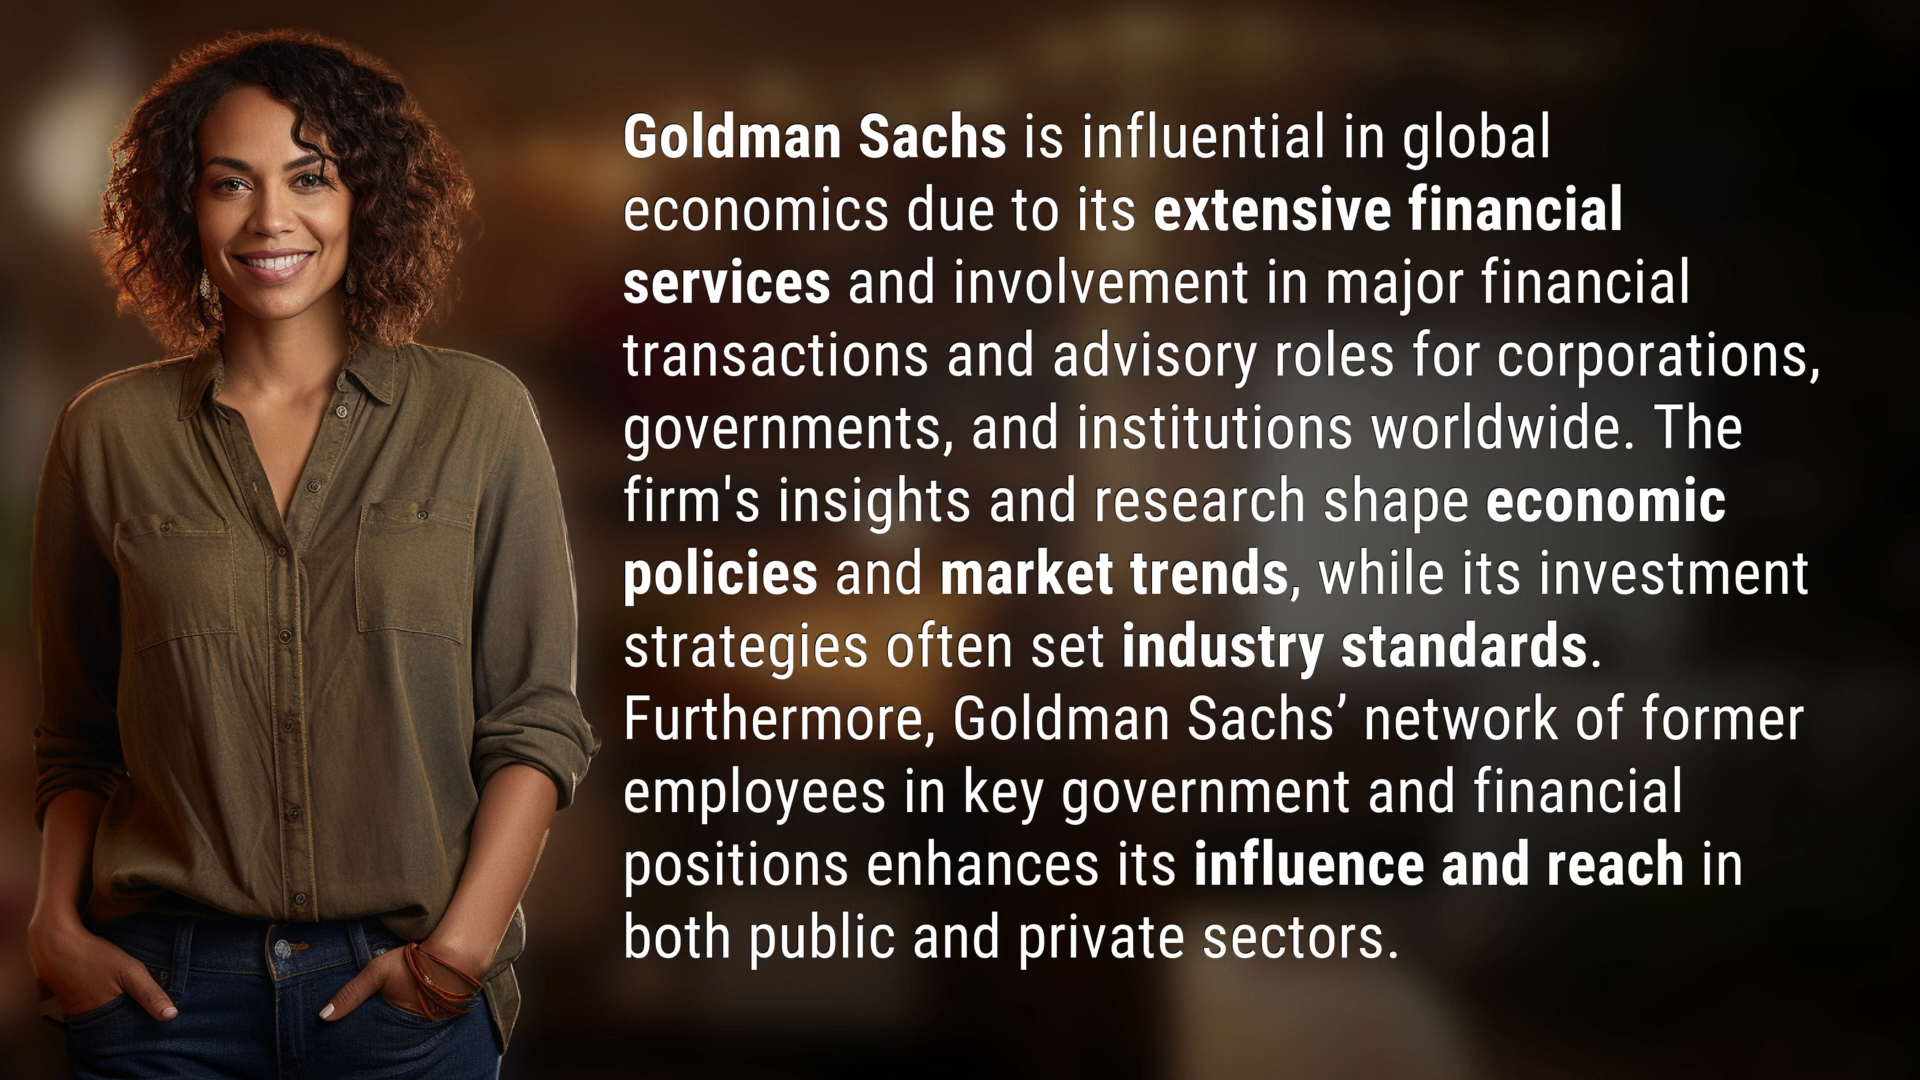 Goldman Sachs is influential in global
economics due to its extensive financial
services and involvement in major financial
transactions and advisory roles for corporations,
governments, and institutions worldwide. The
firm's insights and research shape economic
policies and market trends, while its investment
strategies often set industry standards.
Furthermore, Goldman Sachs’ network of former
employees in key government and financial
positions enhances its influence and reach in
both public and private sectors.